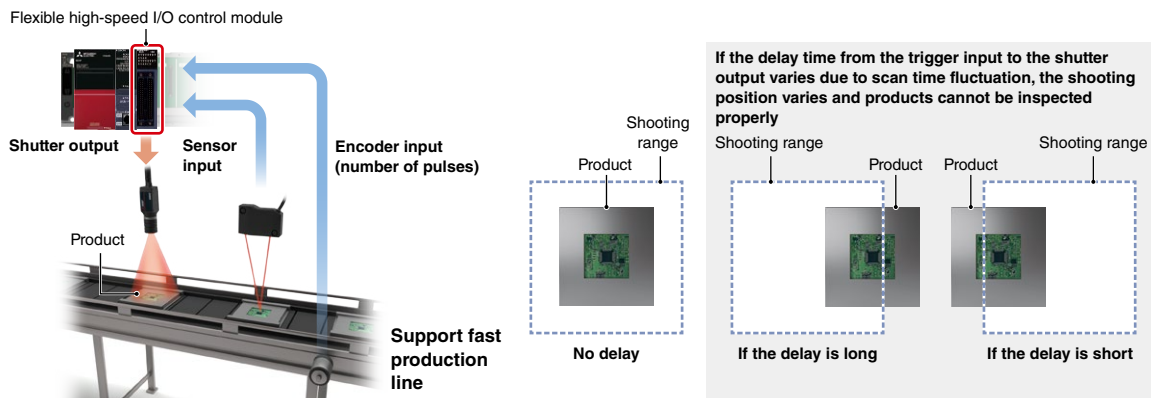 Flexible high-speed I/O control module
Shutter output
Sensor
input
Encoder input
(number of pulses)
Product
Support fast
production
line
Shooting
range
Product
No delay
If the delay time from the trigger input to the shutter
output varies due to scan time fluctuation, the shooting
position varies and products cannot be inspected
properly
Shooting range
Product
If the delay is long
Product
Shooting range
If the delay is short